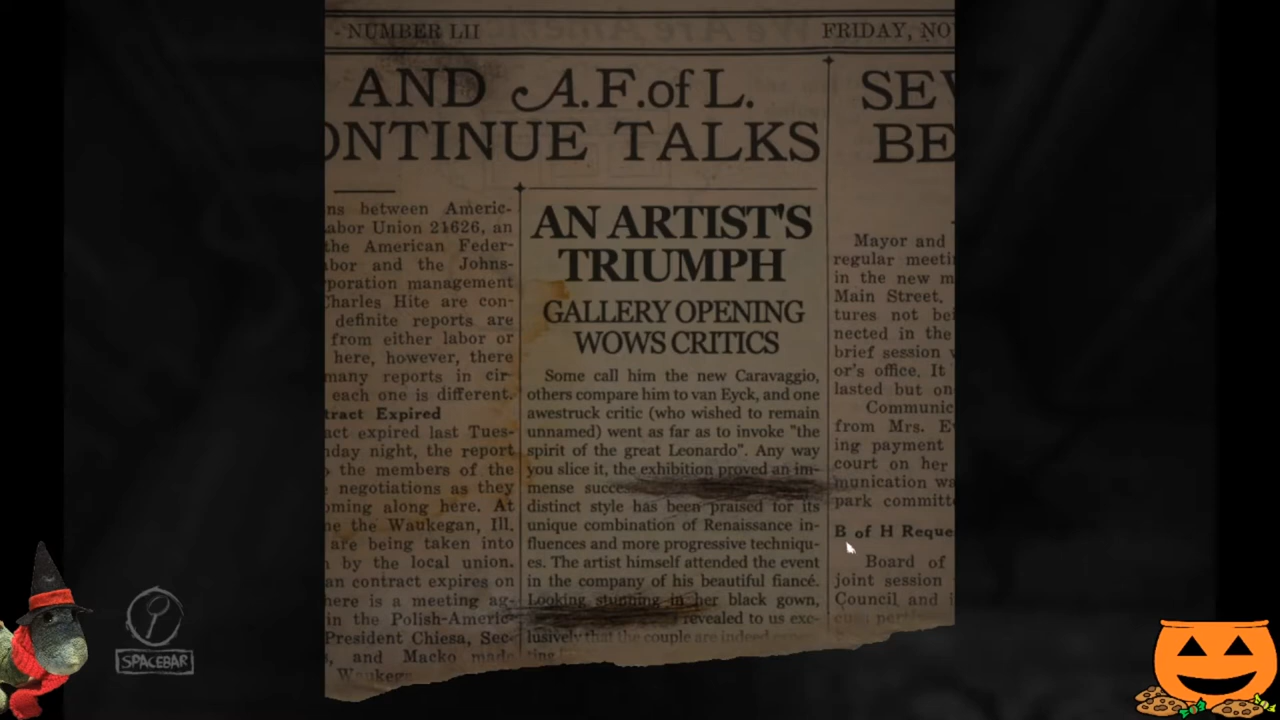 - NUMBER LII
FRIDAY, NO
AND A.F.of L.
ONTINUE TALKS
SEV
BE
ns between Americ-
abor Union 21626, an
the American Feder-
bor and the Johns-
poration management
Charles Hite are con-
definite reports are
from either labor or
here, however, there
many reports in cir-
each one is different.
tract Expired
act expired last Tues-
day night, the report
the members of the
negotiations as they
oming along here. At
ne the Waukegan, Ill.
are being taken into
by the local union.
an contract expires on
here is a meeting ag-
in the Polish-Americ-
President Chiesa, Sec-
, and Macko made
Waukeg
AN ARTIST'S
TRIUMPH
GALLERY OPENING
WOWS CRITICS
Some call him the new Caravaggio,
others compare him to van Eyck, and one
awestruck critic (who wished to remain
unnamed) went as far as to invoke "the
spirit of the great Leonardo". Any way
you slice it, the exhibition proved an im-
mense succes
distinct style has been praised for its
unique combination of Renaissance in-
fluences and more progressive techniqu-
es. The artist himself attended the event
in the company of his beautiful fiancé.
Looking stunning in her black gown,
revealed to us exc-
lusively that the couple are indeed expec-
ting
Mayor and
regular meeti
in the new m
Main Street.
tures not bei
nected in the
brief session w
or's office. It
lasted but on
Communic
from Mrs. Ev
ing payment
court on her
munication wa
park committ
B of H Reque
Board of
joint session
Council and i
SPACEBAR